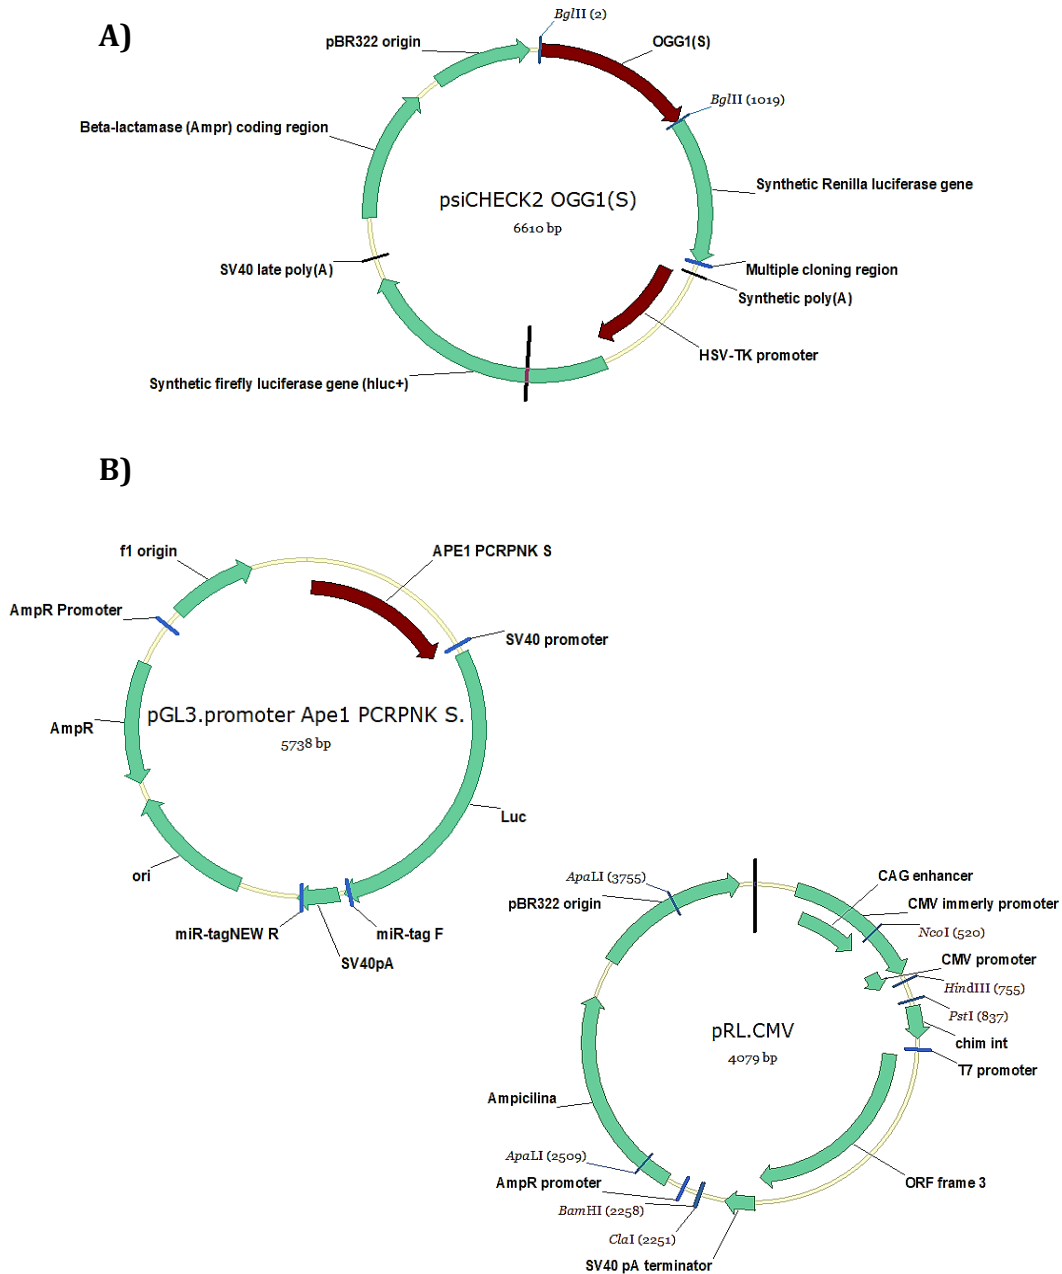 A)
BglII (2)
pBR322 origin
OGG1(S)
BglII (1019)
Beta-lactamase (Ampr) coding region
Synthetic Renilla luciferase gene
psiCHECK2 OGG1(S)
6610 bp
SV40 late poly(A)
Multiple cloning region
Synthetic poly(A)
HSV-TK promoter
Synthetic firefly luciferase gene (hluc+)
B)
f1 origin
APE1 PCRPNK S
AmpR Promoter
SV40 promoter
pGL3.promoter Ape1 PCRPNK S.
5738 bp
AmpR
Luc
ori
miR-tagNEW R
miR-tag F
SV40pA
ApaLI (3755)
pBR322 origin
CAG enhancer
CMV immerly promoter
NcoI (520)
CMV promoter
HindIII (755)
PstI (837)
chim int
T7 promoter
pRL.CMV
4079 bp
Ampicilina
ApaLI (2509)
AmpR promoter
BamHI (2258)
ClaI (2251)
SV40 pA terminator
ORF frame 3